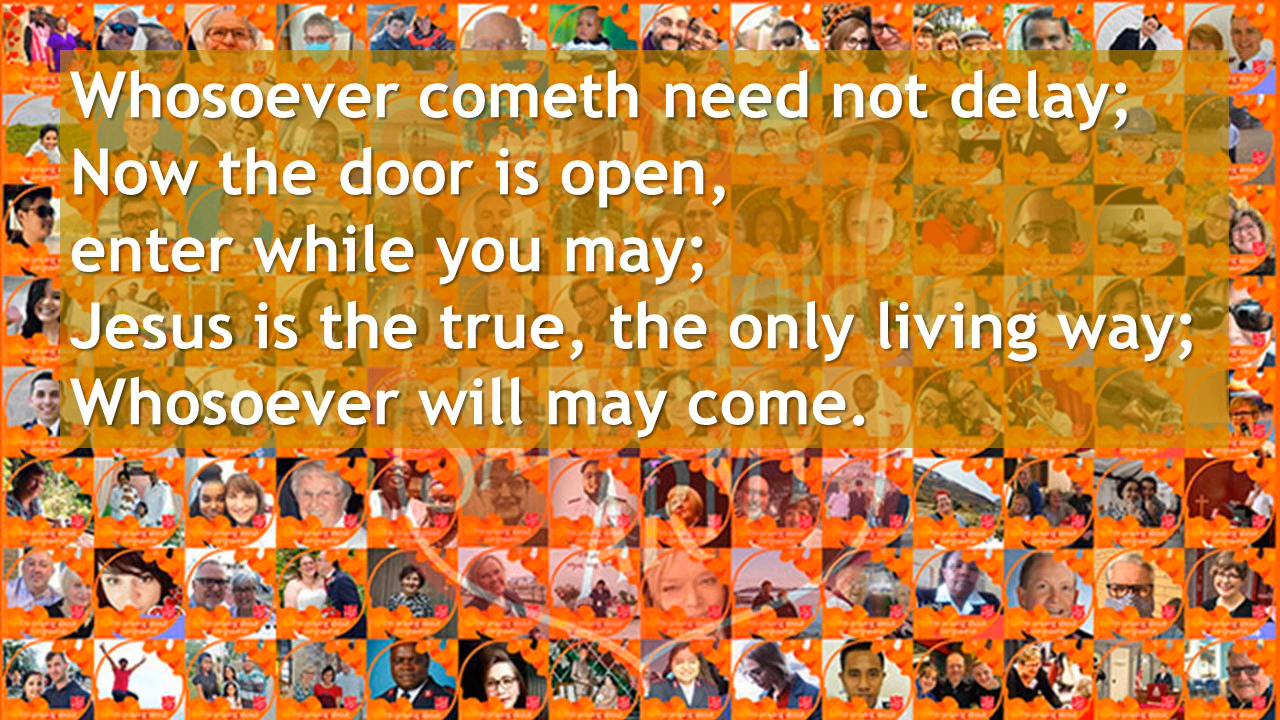 Whosoever cometh need not delay;
Now the door is open,
enter while you may;
Jesus is the true, the only living way;
Whosoever will may come.